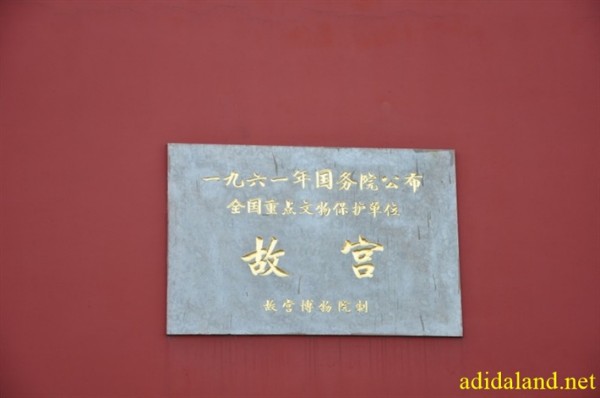 一九六一年国务院公布
全国重点文物保护单位
故宫
故宫博物院制
adidaland.net